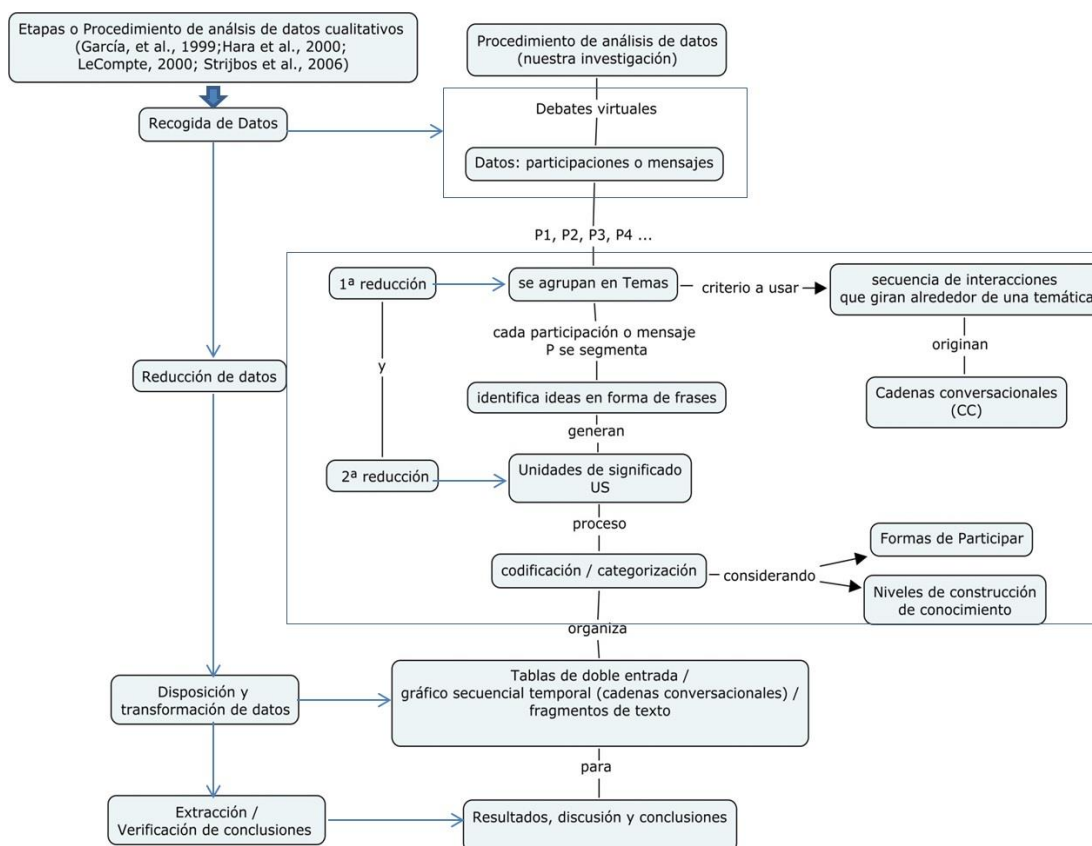 Etapas o Procedimiento de análsis de datos cualitativos
(García, et al., 1999;Hara et al., 2000;
LeCompte, 2000; Strijbos et al., 2006)
Procedimiento de análisis de datos
(nuestra investigación)
Recogida de Datos
Debates virtuales
Datos: participaciones o mensajes
P1, P2, P3, P4 ...
1ª reducción
se agrupan en Temas
criterio a usar
secuencia de interacciones
que giran alrededor de una temática
cada participación o mensaje
P se segmenta
originan
y
Reducción de datos
identifica ideas en forma de frases
Cadenas conversacionales
(CC)
generan
2ª reducción
Unidades de significado
US
proceso
codificación / categorización
considerando
Formas de Participar
Niveles de construcción
de conocimiento
organiza
Disposición y
transformación de datos
Tablas de doble entrada /
gráfico secuencial temporal (cadenas conversacionales) /
fragmentos de texto
para
Extracción /
Verificación de conclusiones
Resultados, discusión y conclusiones